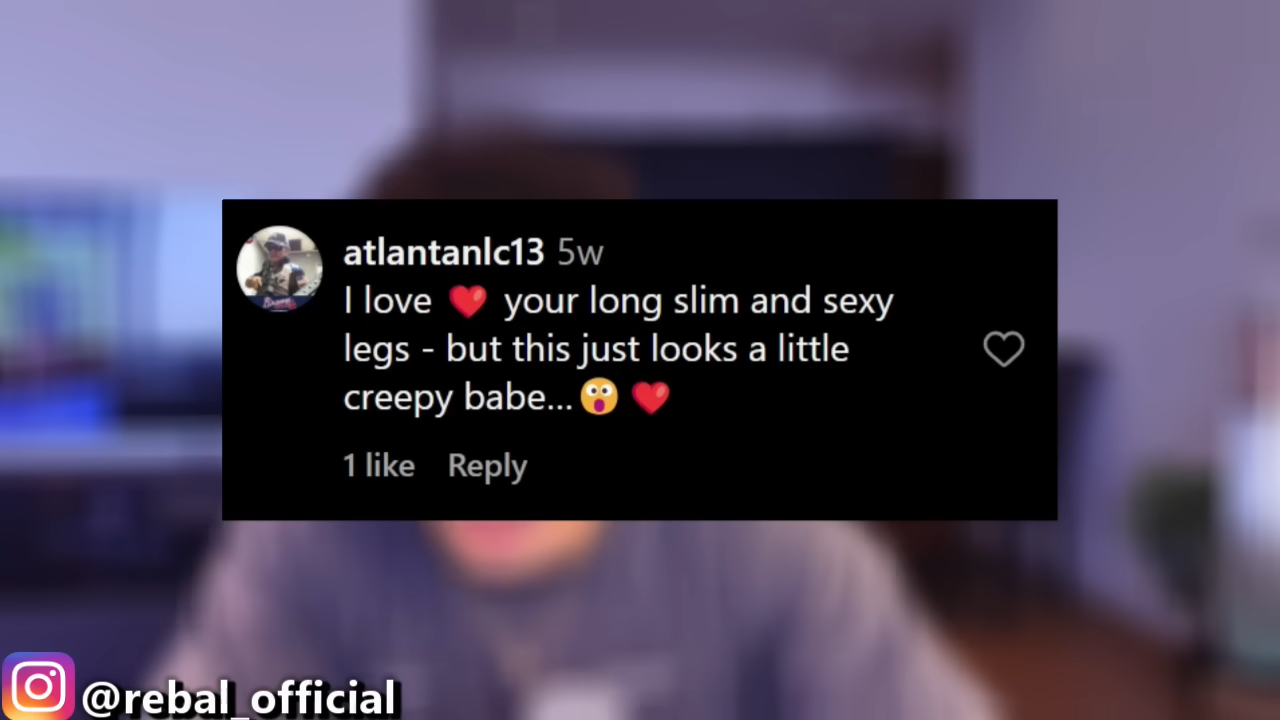 atlantanlc13 5w
I love ❤️ your long slim and sexy
legs - but this just looks a little
creepy babe...😲❤️
1 like Reply
@rebal_official